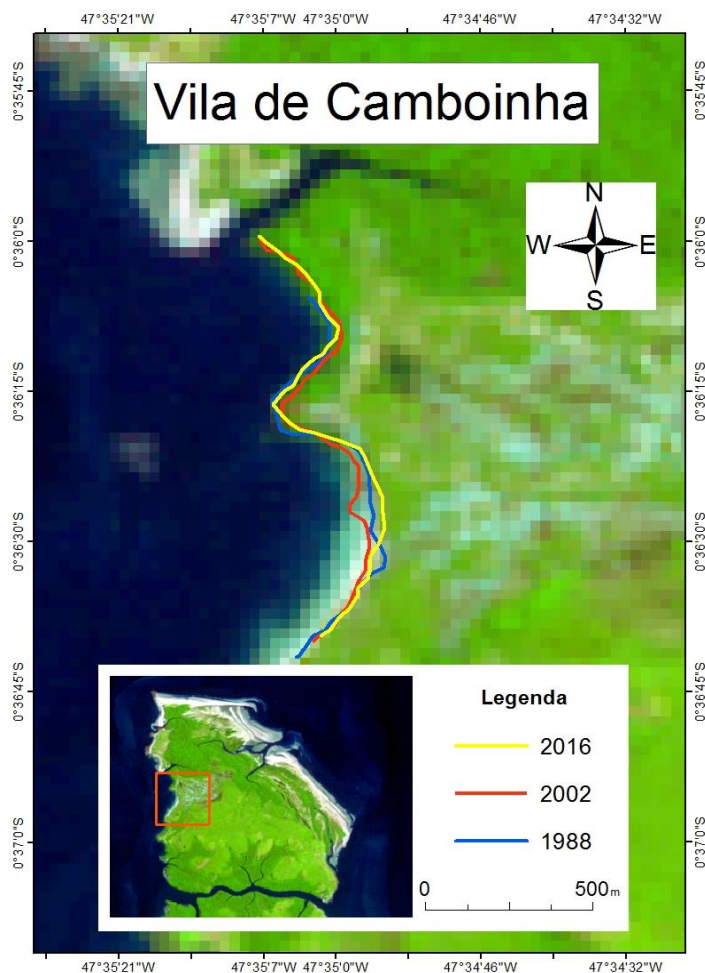 47°35'21"W 47°35'7"W 47°35'0"W 47°34'46"W 47°34'32"W
Vila de Camboinha
0°35'45"S 0°35'45"S
N
W E
S
0°36'0"S 0°36'0"S
0°36'15"S 0°36'15"S
0°36'30"S 0°36'30"S
0°36'45"S 0°36'45"S
Legenda
2016
2002
1988
0°37'0"S 0°37'0"S
0 500m
47°35'21"W 47°35'7"W 47°35'0"W 47°34'46"W 47°34'32"W